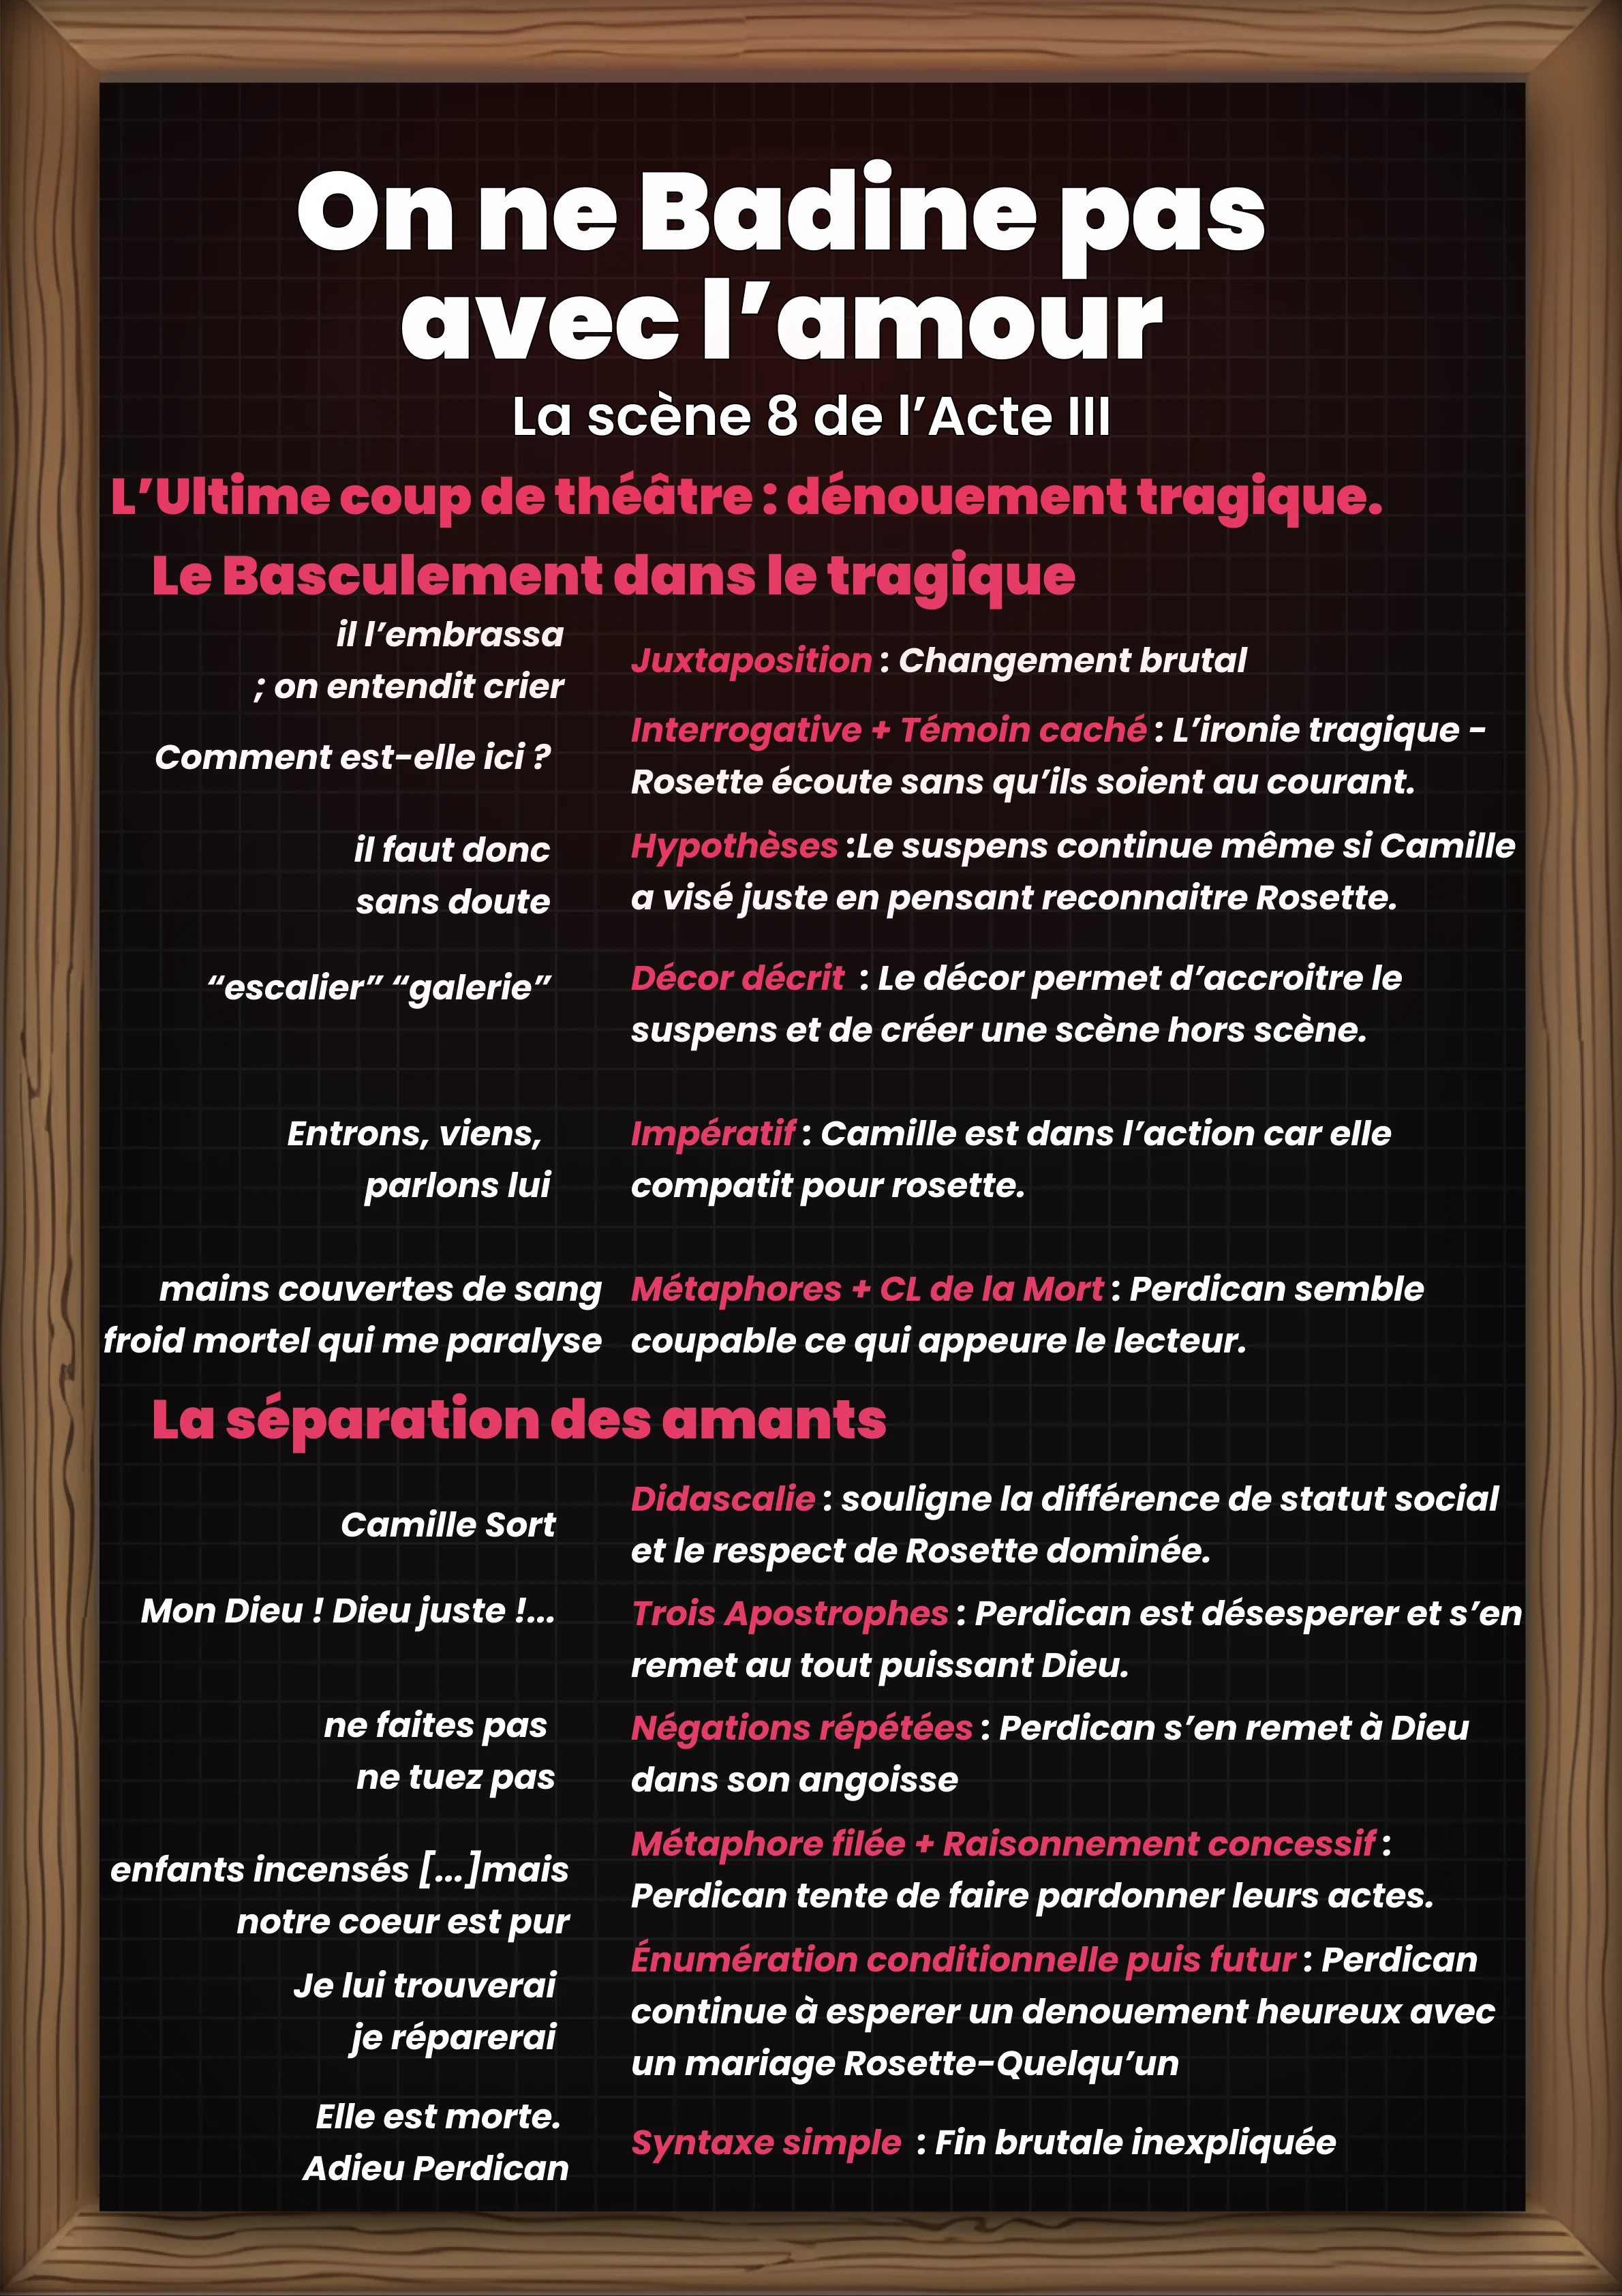 On ne Badine pas
avec l’amour
La scène 8 de l’Acte III
L’Ultime coup de théâtre : dénouement tragique.
Le Basculement dans le tragique
il l’embrassa
; on entendit crier
Juxtaposition : Changement brutal
Comment est-elle ici ?
Interrogative + Témoin caché : L’ironie tragique -
Rosette écoute sans qu’ils soient au courant.
il faut donc
sans doute
Hypothèses :Le suspens continue même si Camille
a visé juste en pensant reconnaitre Rosette.
“escalier” “galerie”
Décor décrit : Le décor permet d’accroitre le
suspens et de créer une scène hors scène.
Entrons, viens,
parlons lui
Impératif : Camille est dans l’action car elle
compatit pour rosette.
mains couvertes de sang
froid mortel qui me paralyse
Métaphores + CL de la Mort : Perdican semble
coupable ce qui appeure le lecteur.
La séparation des amants
Camille Sort
Didascalie : souligne la différence de statut social
et le respect de Rosette dominée.
Mon Dieu ! Dieu juste !...
Trois Apostrophes : Perdican est désesperer et s’en
remet au tout puissant Dieu.
ne faites pas
ne tuez pas
Négations répétées : Perdican s’en remet à Dieu
dans son angoisse
enfants incensés [...]mais
notre coeur est pur
Métaphore filée + Raisonnement concessif :
Perdican tente de faire pardonner leurs actes.
Je lui trouverai
je réparerai
Énumération conditionnelle puis futur : Perdican
continue à esperer un denouement heureux avec
un mariage Rosette-Quelqu’un
Elle est morte.
Adieu Perdican
Syntaxe simple : Fin brutale inexpliquée